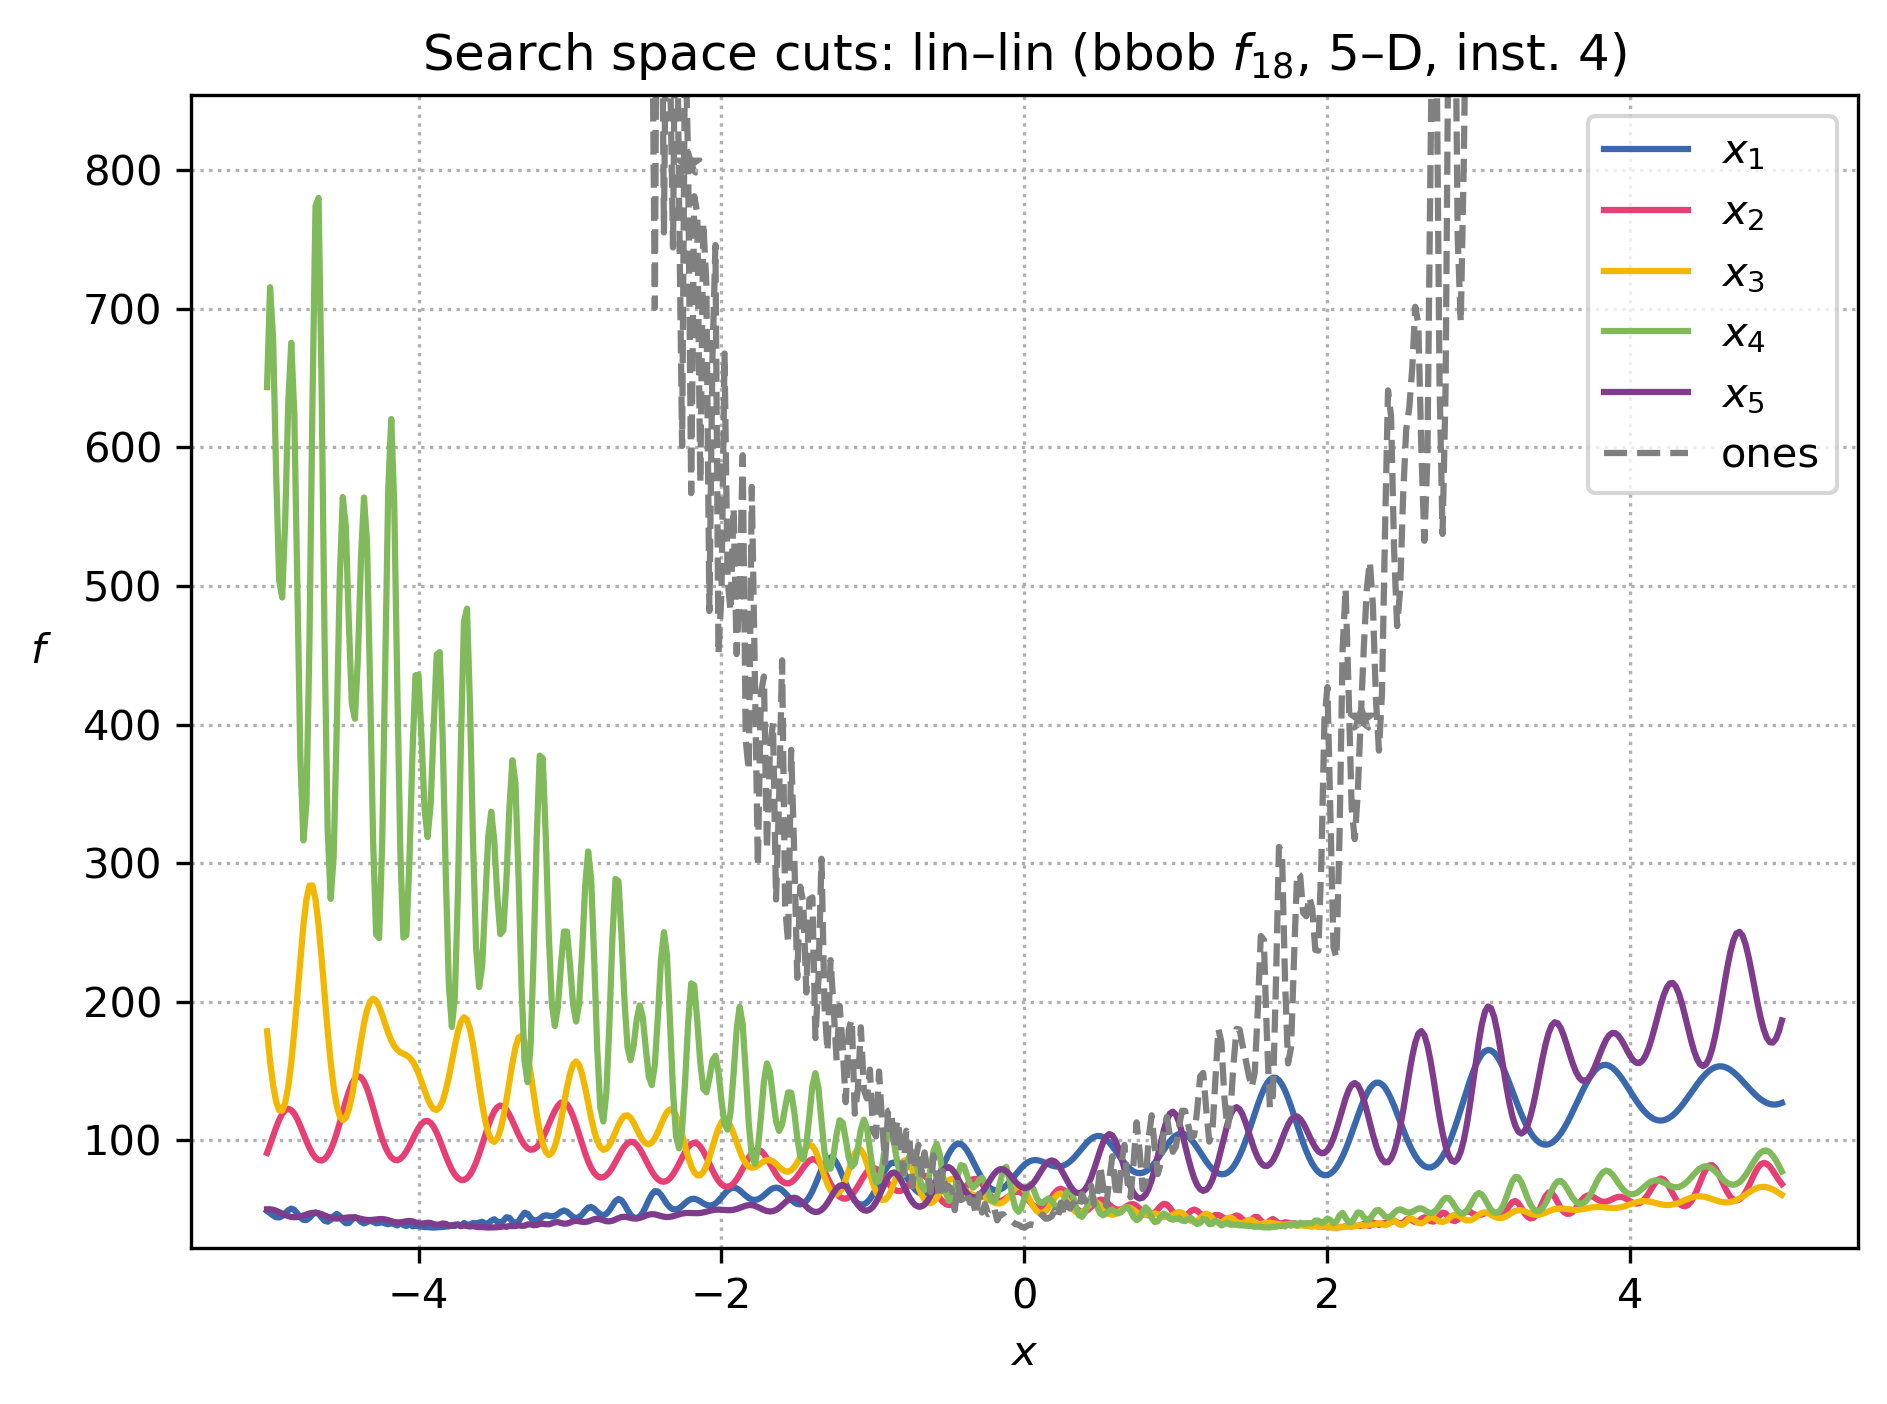 Search space cuts: lin–lin (bbob f₁₈, 5–D, inst. 4)
800
700
600
500
400
300
200
100
f
−4
−2
0
2
4
x
x₁
x₂
x₃
x₄
x₅
ones